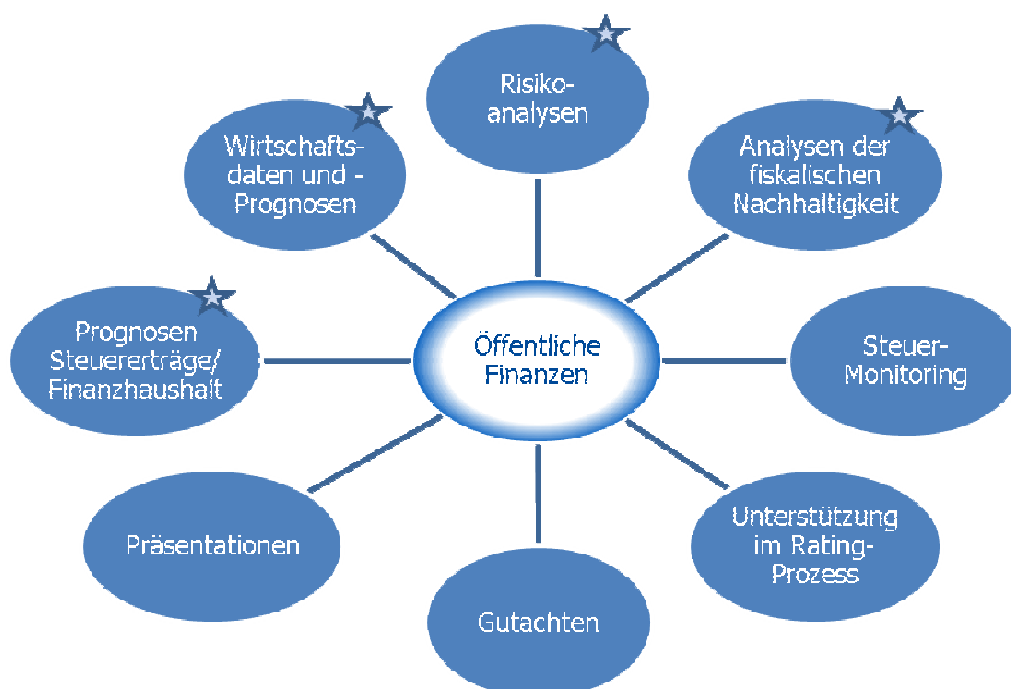 Risiko-
analysen
Wirtschafts-
daten und -
Prognosen
Analysen der
fiskalischen
Nachhaltigkeit
Prognosen
Steuererträge/
Finanzhaushalt
Öffentliche
Finanzen
Steuer-
Monitoring
Präsentationen
Unterstützung
im Rating-
Prozess
Gutachten